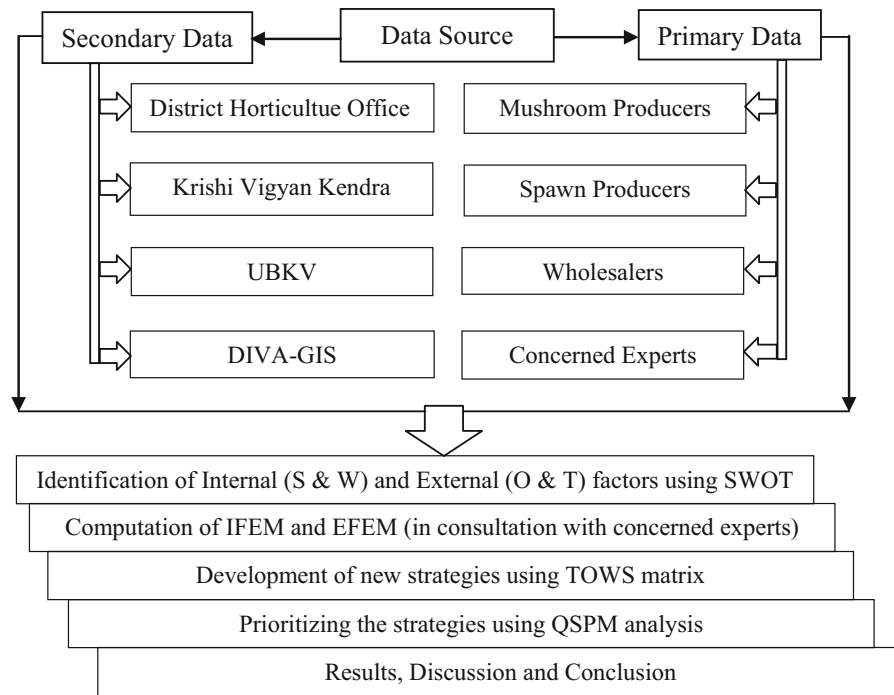 Secondary Data
Data Source
Primary Data
District Horticultue Office
Mushroom Producers
Krishi Vigyan Kendra
Spawn Producers
UBKV
Wholesalers
DIVA-GIS
Concerned Experts
Identification of Internal (S & W) and External (O & T) factors using SWOT
Computation of IFEM and EFEM (in consultation with concerned experts)
Development of new strategies using TOWS matrix
Prioritizing the strategies using QSPM analysis
Results, Discussion and Conclusion